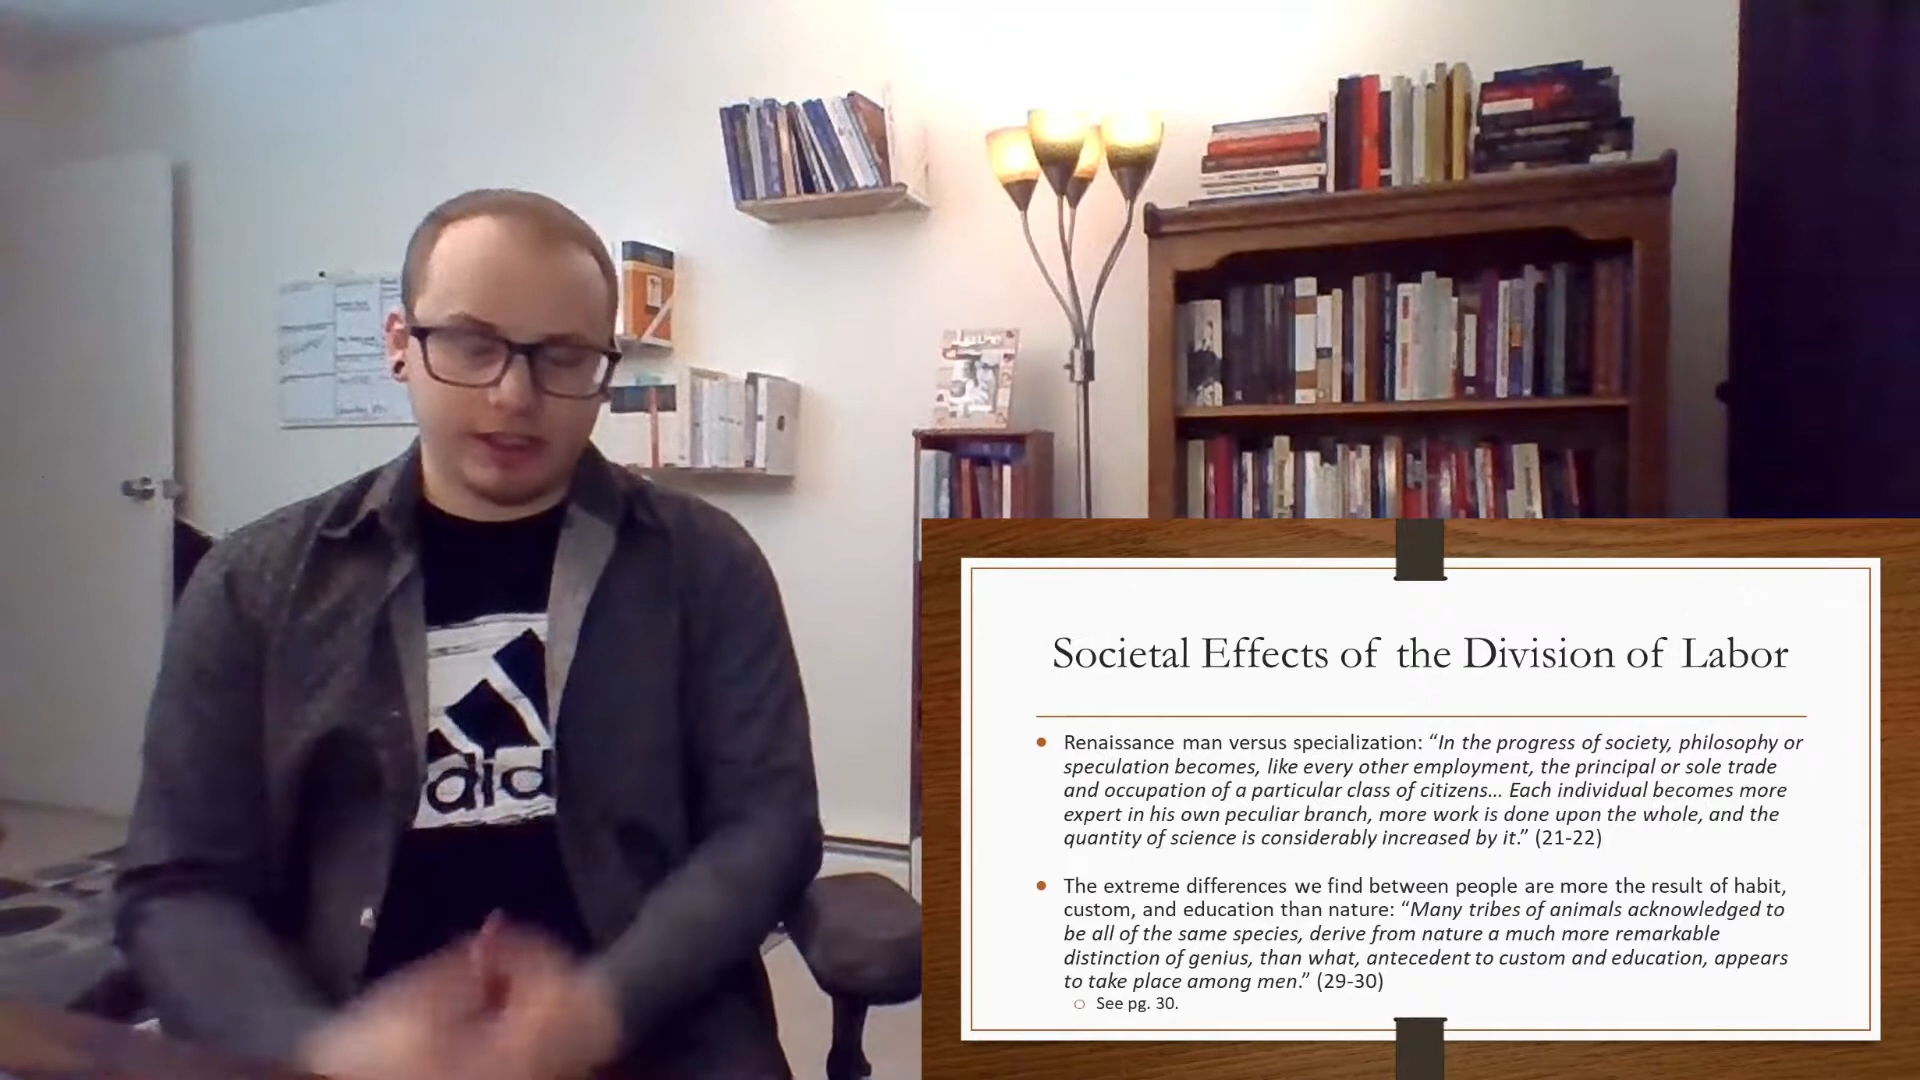 adid
Societal Effects of the Division of Labor
• Renaissance man versus specialization: “In the progress of society, philosophy or
speculation becomes, like every other employment, the principal or sole trade
and occupation of a particular class of citizens… Each individual becomes more
expert in his own peculiar branch, more work is done upon the whole, and the
quantity of science is considerably increased by it.” (21-22)
• The extreme differences we find between people are more the result of habit,
custom, and education than nature: “Many tribes of animals acknowledged to
be all of the same species, derive from nature a much more remarkable
distinction of genius, than what, antecedent to custom and education, appears
to take place among men.” (29-30)
○ See pg. 30.